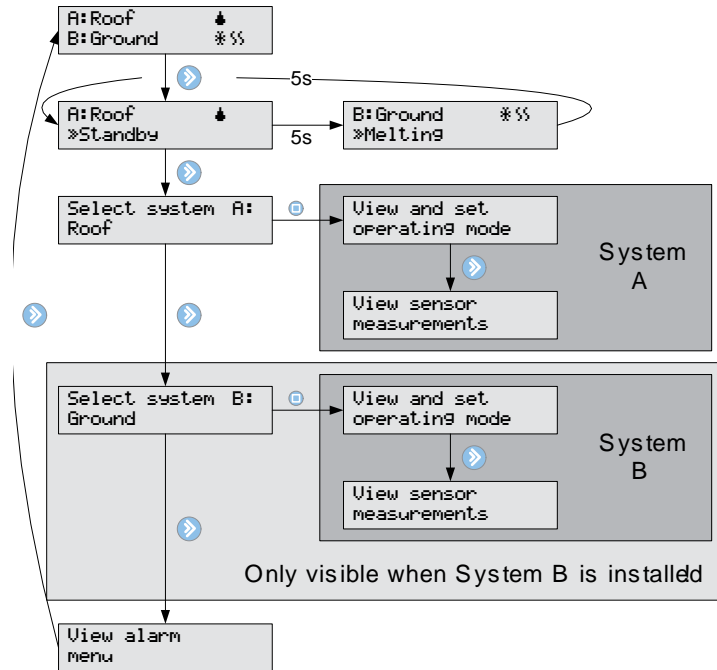 A:Roof
B:Ground
5s
A:Roof
»Standby
5s
B:Ground
»Melting
Select system A:
Roof
View and set
operating mode
View sensor
measurements
System
A
Select system B:
Ground
View and set
operating mode
View sensor
measurements
System
B
Only visible when System B is installd
View alarm
menu